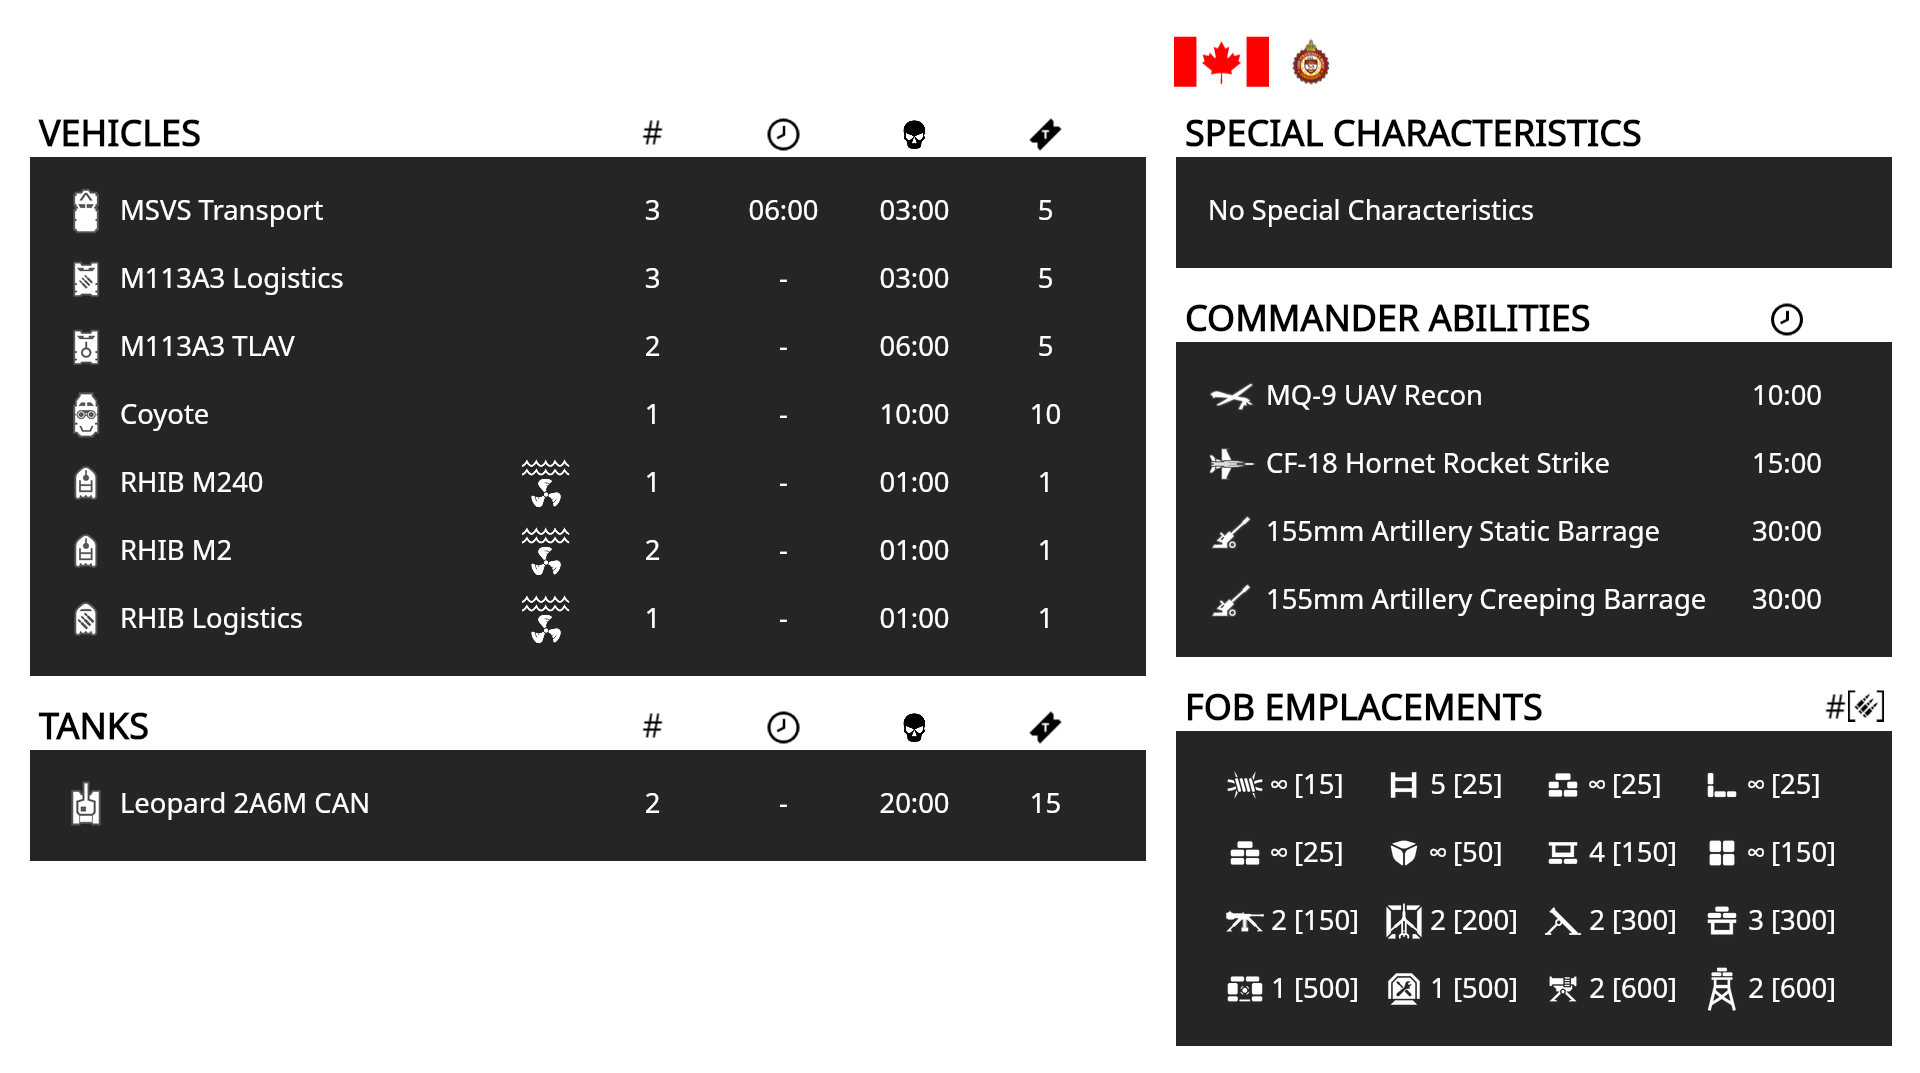 VEHICLES #
MSVS Transport 3 06:00 03:00 5
M113A3 Logistics 3 - 03:00 5
M113A3 TLAV 2 - 06:00 5
Coyote 1 - 10:00 10
RHIB M240 1 - 01:00 1
RHIB M2 2 - 01:00 1
RHIB Logistics 1 - 01:00 1
TANKS # T
Leopard 2A6M CAN 2 - 20:00 15
SPECIAL CHARACTERISTICS
No Special Characteristics
COMMANDER ABILITIES
MQ-9 UAV Recon 10:00
CF-18 Hornet Rocket Strike 15:00
155mm Artillery Static Barrage 30:00
155mm Artillery Creeping Barrage 30:00
FOB EMPLACEMENTS #[ ]
∞ [15] 5 [25] ∞ [25] ∞ [25]
∞ [25] ∞ [50] 4 [150] ∞ [150]
2 [150] 2 [200] 2 [300] 3 [300]
1 [500] 1 [500] 2 [600] 2 [600]